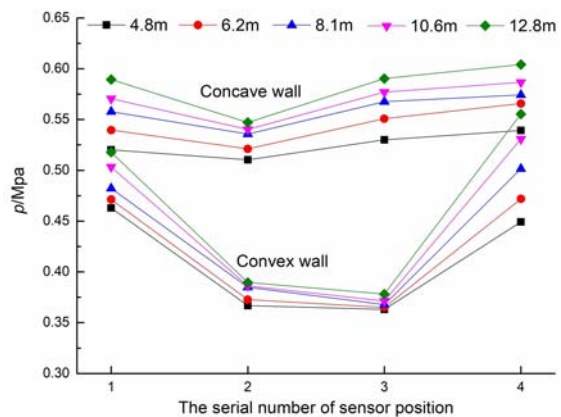 4.8m 6.2m 8.1m 10.6m 12.8m
0.65
0.60
0.55
0.50
0.45
0.40
0.35
0.30
p/Mpa
Concave wall
Convex wall
1 2 3 4
The serial number of sensor position